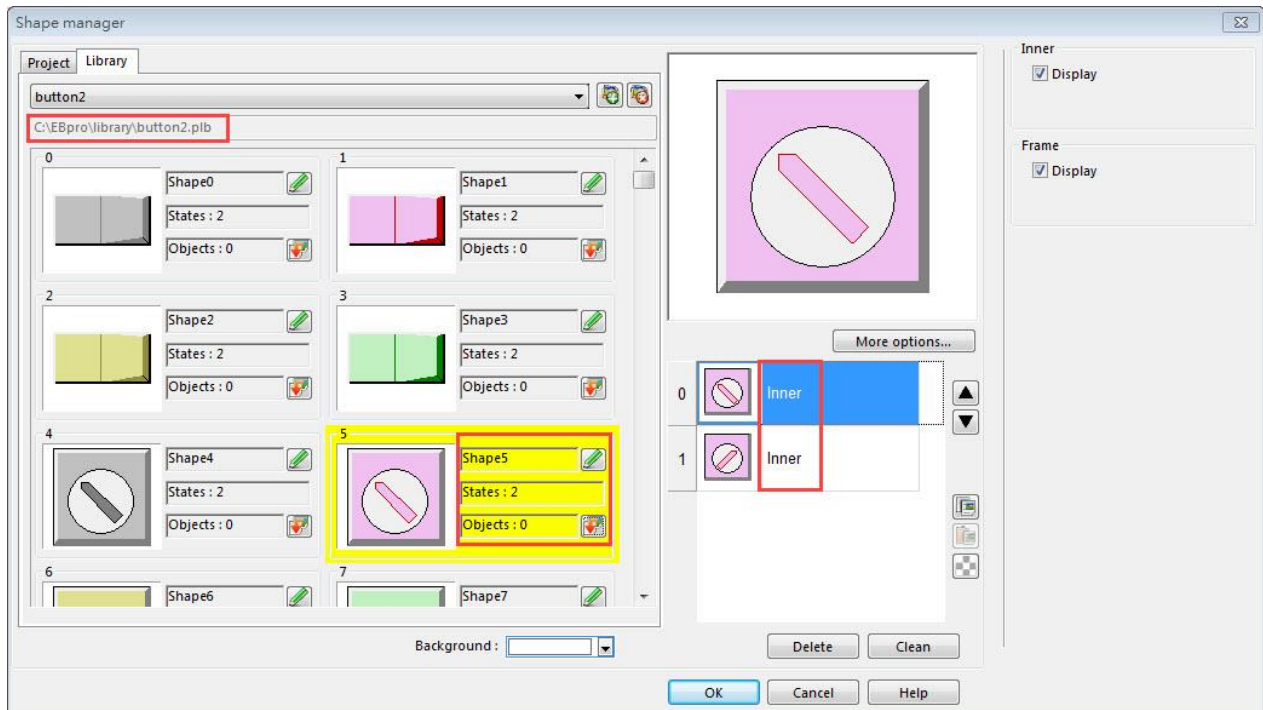 Shape manager
Project Library
button2
C:\EBpro\library\button2.plb
0
Shape0
States : 2
Objects : 0
1
Shape1
States : 2
Objects : 0
2
Shape2
States : 2
Objects : 0
3
Shape3
States : 2
Objects : 0
4
Shape4
States : 2
Objects : 0
5
Shape5
States : 2
Objects : 0
6
Shape6
7
Shape7
Background :
More options...
0 Inner
1 Inner
Delete Clean
OK Cancel Help
Inner
Display
Frame
Display